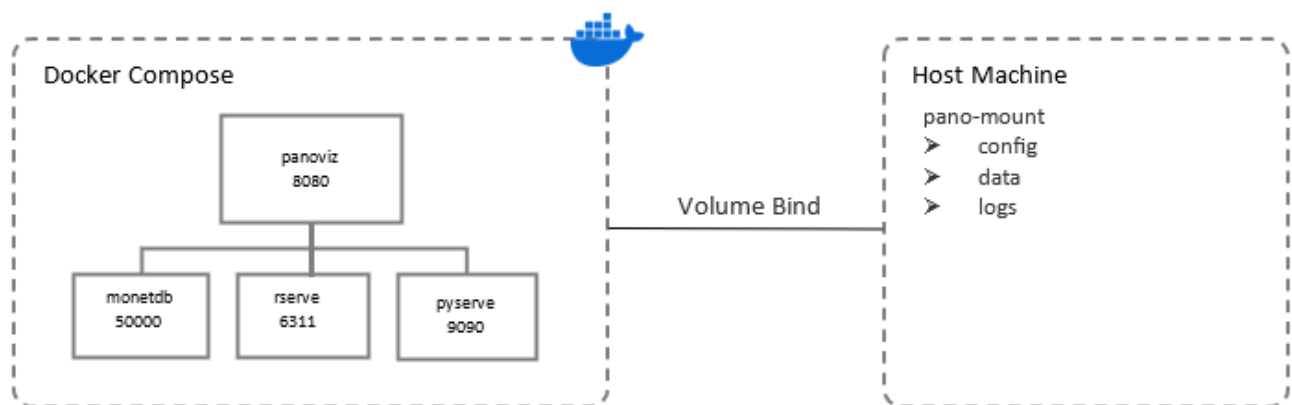 Docker Compose
panoviz
8080
monetdb
50000
rserve
6311
pyserve
9090
Volume Bind
Host Machine
pano-mount
➤ config
➤ data
➤ logs